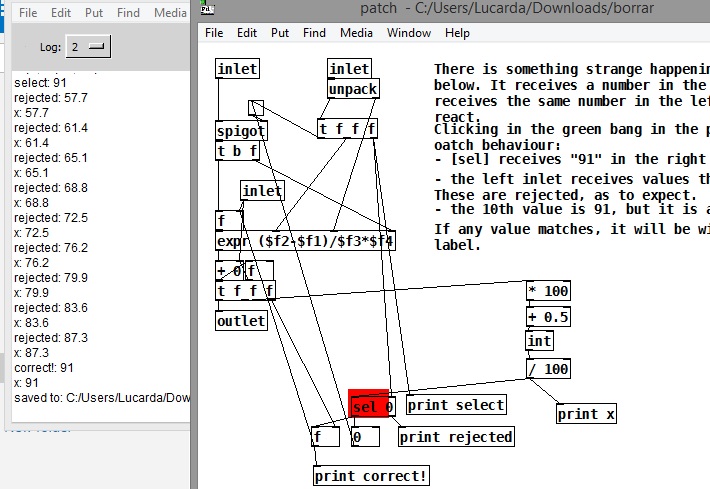 File Edit Put Find Media
Log: 2
select: 91
rejected: 57.7
x: 57.7
rejected: 61.4
x: 61.4
rejected: 65.1
x: 65.1
rejected: 68.8
x: 68.8
rejected: 72.5
x: 72.5
rejected: 76.2
x: 76.2
rejected: 79.9
x: 79.9
rejected: 83.6
x: 83.6
rejected: 87.3
x: 87.3
correct!: 91
x: 91
saved to: C:/Users/Lucarda/Dow
patch - C:/Users/Lucarda/Downloads/borrar
File Edit Find Put Media Window Help
inlet
inlet
unpack
spigot
t f f f
t b f
inlet
f
expr ($f2-$f1)/$f3*$f4
+ 0
f
t f f f
outlet
There is something strange happenin
below. It receives a number in the
receives the same number in the lef
react.
Clicking in the green bang in the p
oatch behaviour:
- [sel] receives "91" in the right
- the left inlet receives values th
These are rejected, as to expect.
- the 10th value is 91, but it is a
If any value matches, it will be wi
label.
* 100
+ 0.5
int
/ 100
print x
sel 0
print select
f
0
print rejected
print correct!